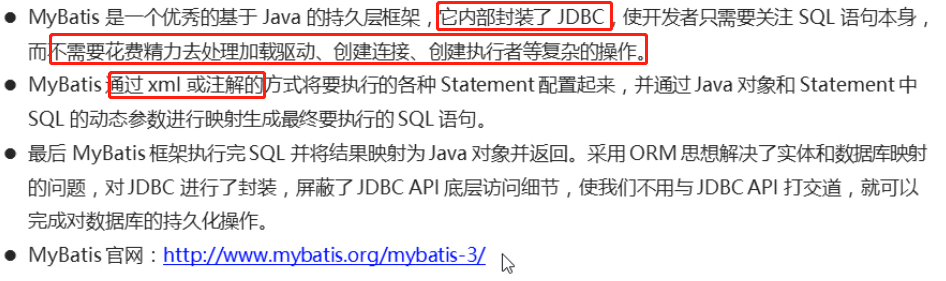 ● MyBatis 是一个优秀的基于 Java 的持久层框架，它内部封装了 JDBC，使开发者只需要关注 SQL 语句本身，
而不需要花费精力去处理加载驱动、创建连接、创建执行者等复杂的操作。
● MyBatis 通过 xml 或注解的方式将要执行的各种 Statement 配置起来，并通过 Java 对象和 Statement 中
SQL 的动态参数进行映射生成最终要执行的 SQL 语句。
● 最后 MyBatis 框架执行完 SQL 并将结果映射为 Java 对象并返回。采用 ORM 思想解决了实体和数据库映射
的问题，对 JDBC 进行了封装，屏蔽了 JDBC API 底层访问细节，使我们不用与 JDBC API 打交道，就可以
完成对数据库的持久化操作。
● MyBatis 官网：http://www.mybatis.org/mybatis-3/